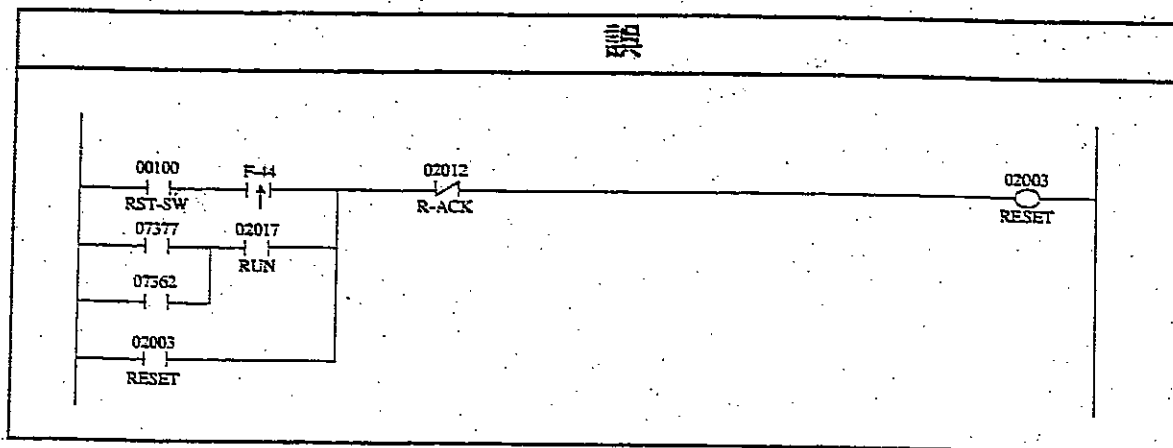 00100
F-44
02012
02003
RST-SW
R-ACK
RESET
07377
02017
RUN
07362
02003
RESET